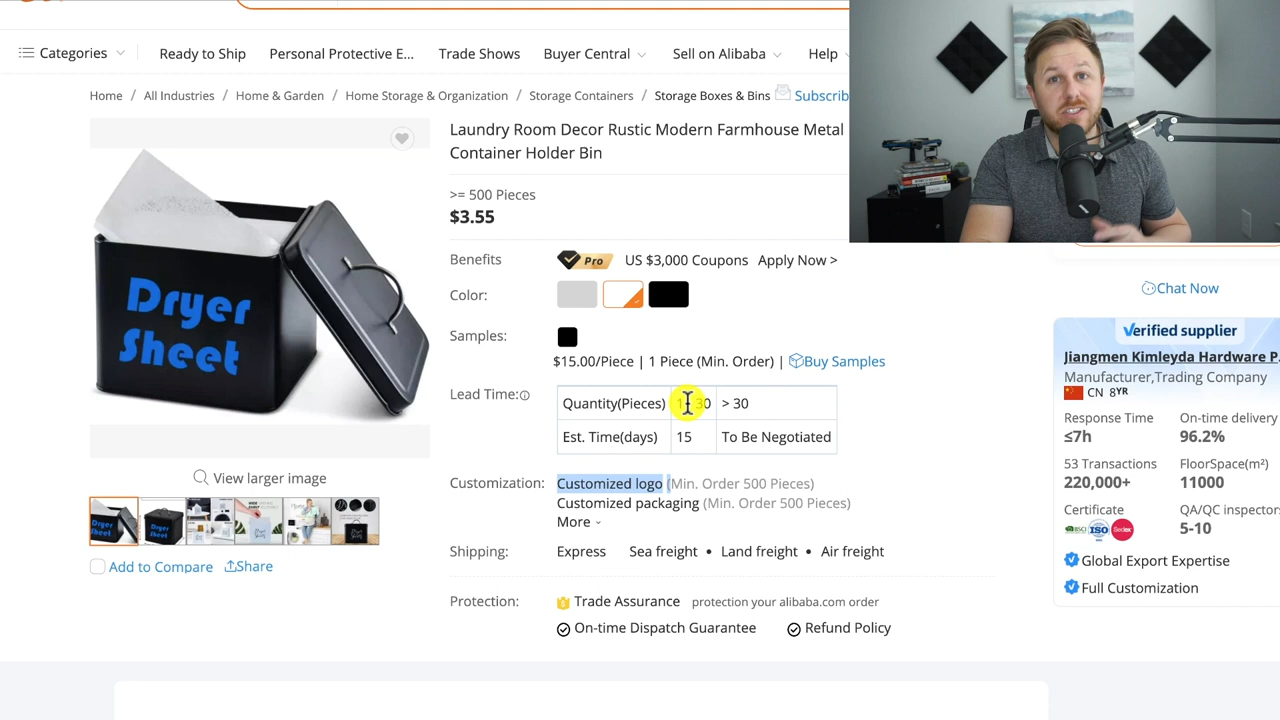 Categories
Ready to Ship
Personal Protective E...
Trade Shows
Buyer Central
Sell on Alibaba
Help
Home / All Industries / Home & Garden / Home Storage & Organization / Storage Containers / Storage Boxes & Bins
Subscrib
Laundry Room Decor Rustic Modern Farmhouse Metal
Container Holder Bin
>= 500 Pieces
$3.55
Benefits
Pro
US $3,000 Coupons Apply Now >
Color:
Samples:
$15.00/Piece | 1 Piece (Min. Order) | Buy Samples
Lead Time:
Quantity(Pieces) 1 - 30 > 30
Est. Time(days) 15 To Be Negotiated
Customization: Customized logo (Min. Order 500 Pieces)
Customized packaging (Min. Order 500 Pieces)
More
Shipping: Express Sea freight • Land freight • Air freight
Protection: Trade Assurance protection your alibaba.com order
On-time Dispatch Guarantee Refund Policy
Dryer
Sheet
View larger image
Add to Compare
Share
Chat Now
Verified supplier
Jiangmen Kimleyda Hardware P
Manufacturer,Trading Company
CN 8YR
Response Time On-time delivery
≤7h 96.2%
53 Transactions FloorSpace(m²)
220,000+ 11000
Certificate QA/QC inspectors
ISO 5-10
Global Export Expertise
Full Customization